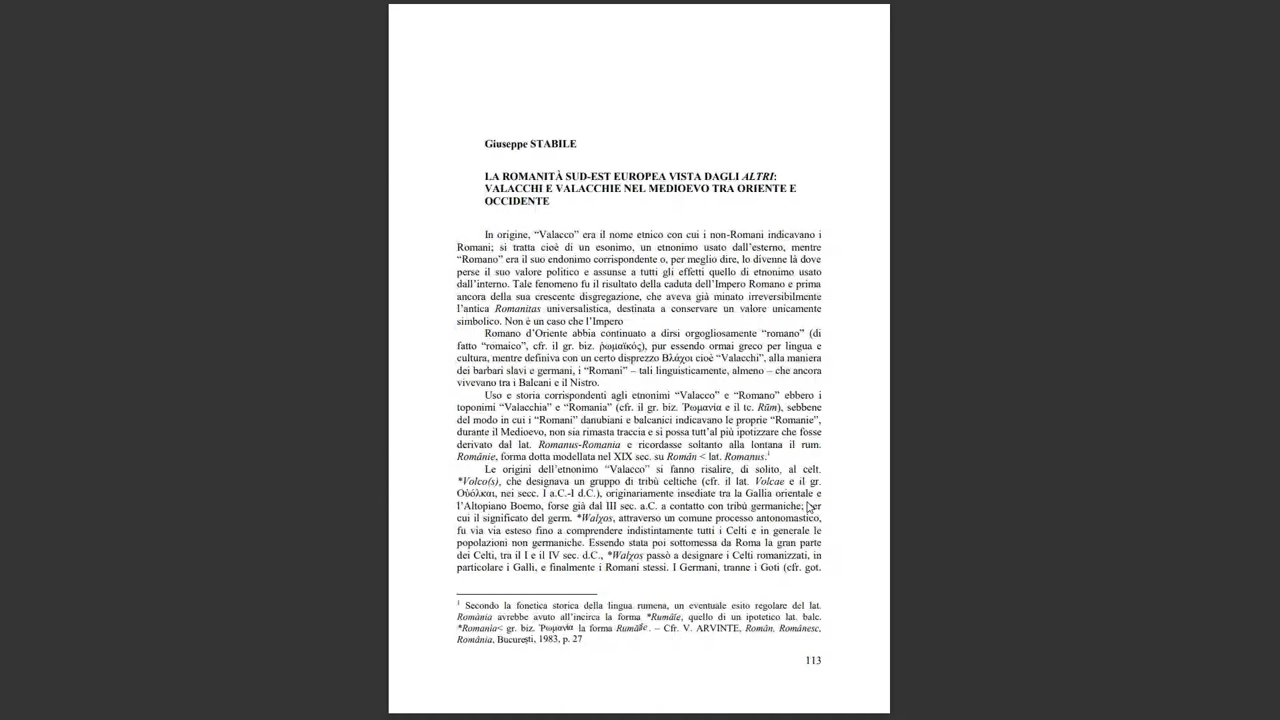 Giuseppe STABILE
LA ROMANITÀ SUD-EST EUROPEA VISTA DAGLI ALTRI:
VALACCHI E VALACCHIE NEL MEDIOEVO TRA ORIENTE E
OCCIDENTE
In origine, “Valacco” era il nome etnico con cui i non-Romani indicavano i
Romani; si tratta cioè di un esonimo, un etnonimo usato dall’esterno, mentre
“Romano” era il suo endonimo corrispondente o, per meglio dire, lo divenne là dove
perse il suo valore politico e assunse a tutti gli effetti quello di etnonimo usato
dall’interno. Tale fenomeno fu il risultato della caduta dell’Impero Romano e prima
ancora della sua crescente disgregazione, che aveva già minato irreversibilmente
l’antica Romanitas universalistica, destinata a conservare un valore unicamente
simbolico. Non è un caso che l’Impero
Romano d’Oriente abbia continuato a dirsi orgogliosamente “romano” (di
fatto “romaico”, cfr. il gr. biz. ῥωμαϊκός), pur essendo ormai greco per lingua e
cultura, mentre definiva con un certo disprezzo Βλάχοι cioè “Valacchi”, alla maniera
dei barbari slavi e germani, i “Romani” – tali linguisticamente, almeno – che ancora
vivevano tra i Balcani e il Nistro.
Uso e storia corrispondenti agli etnonimi “Valacco” e “Romano” ebbero i
toponimi “Valacchia” e “Romània” (cfr. il gr. biz. Ῥωμανία e il tc. Rūm), sebbene
del modo in cui i “Romani” danubiani e balcanici indicavano le proprie “Romanie”,
durante il Medioevo, non sia rimasta traccia e si possa tutt’al più ipotizzare che fosse
derivato dal lat. Romanus-Romania e ricordasse soltanto alla lontana il rum.
Românie, forma dotta modellata nel XIX sec. su Român < lat. Romanus.¹
Le origini dell’etnonimo “Valacco” si fanno risalire, di solito, al celt.
*Volco(s), che designava un gruppo di tribù celtiche (cfr. il lat. Volcae e il gr.
Οὐόλκαι, nei secc. I a.C.-I d.C.), originariamente insediate tra la Gallia orientale e
l’Altopiano Boemo, forse già dal III sec. a.C. a contatto con tribù germaniche; per
cui il significato del germ. *Walχos, attraverso un comune processo antonomastico,
fu via via esteso fino a comprendere indistintamente tutti i Celti e in generale le
popolazioni non germaniche. Essendo stata poi sottomessa da Roma la gran parte
dei Celti, tra il I e il IV sec. d.C., *Walχos passò a designare i Celti romanizzati, in
particolare i Galli, e finalmente i Romani stessi. I Germani, tranne i Goti (cfr. got.
¹ Secondo la fonetica storica della lingua rumena, un eventuale esito regolare del lat.
Romània avrebbe avuto all’incirca la forma *Rumâie, quello di un ipotetico lat. balc.
*Romanìa< gr. biz. Ῥωμανία la forma . – Cfr. V. ARVINTE, Român, Românesc,
România, București, 1983, p. 27
113